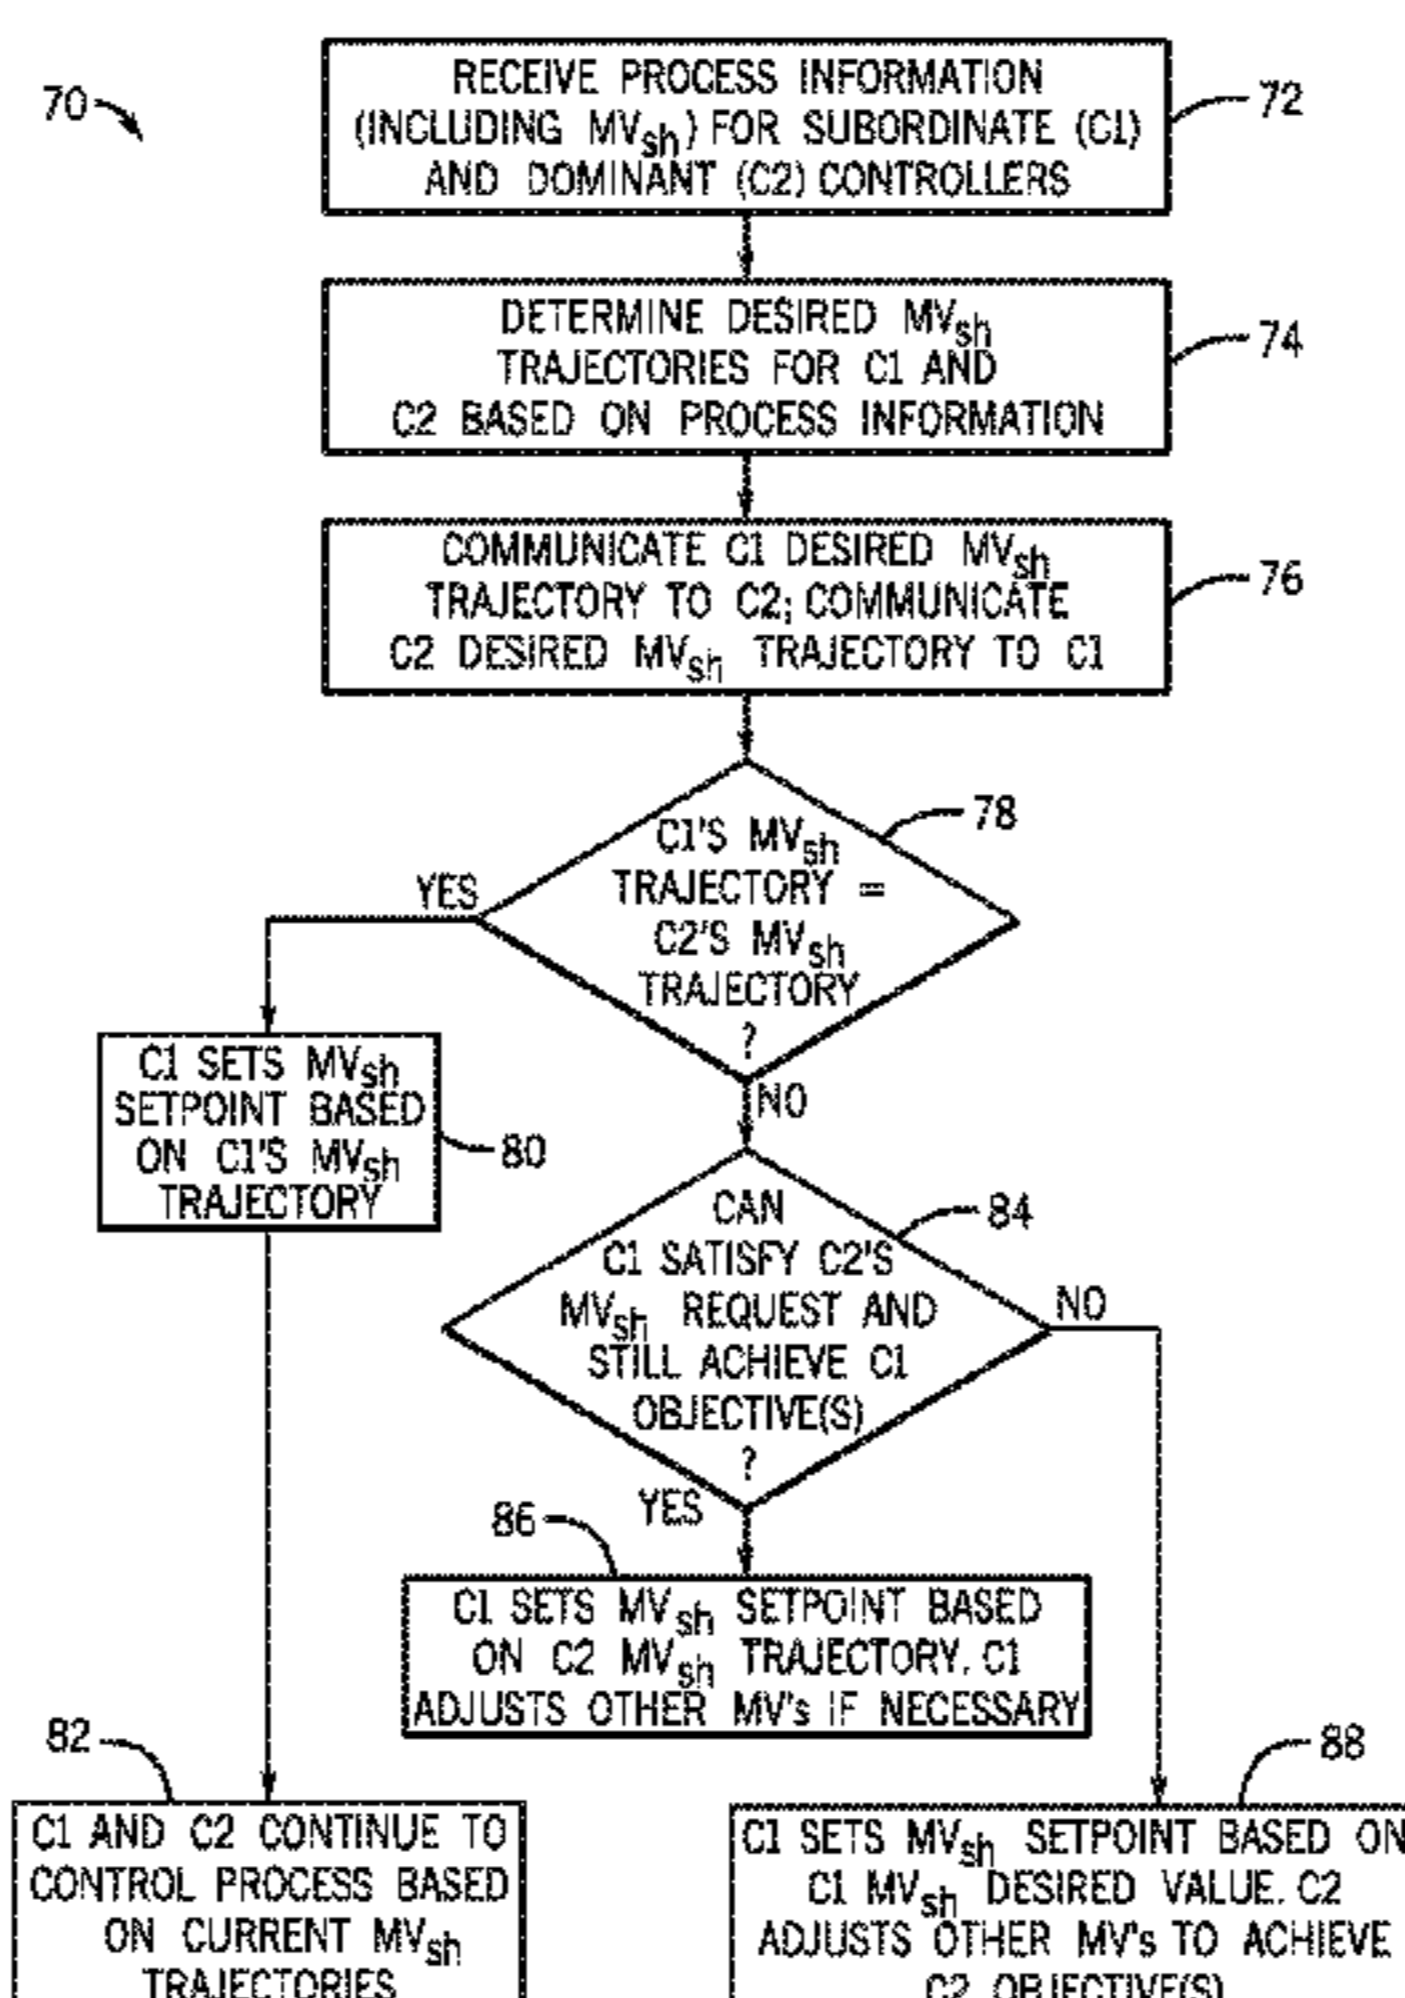 70
RECEIVE PROCESS INFORMATION
(INCLUDING MVsh) FOR SUBORDINATE (C1)
AND DOMINANT (C2) CONTROLLERS
72
DETERMINE DESIRED MVsh
TRAJECTORIES FOR C1 AND
C2 BASED ON PROCESS INFORMATION
74
COMMUNICATE C1 DESIRED MVsh
TRAJECTORY TO C2; COMMUNICATE
C2 DESIRED MVsh TRAJECTORY TO C1
76
C1'S MVsh
TRAJECTORY =
C2'S MVsh
TRAJECTORY
?
78
YES
NO
C1 SETS MVsh
SETPOINT BASED
ON C1'S MVsh
TRAJECTORY
80
CAN
C1 SATISFY C2'S
MVsh REQUEST AND
STILL ACHIEVE C1
OBJECTIVE(S)
?
84
NO
YES
86
C1 SETS MVsh SETPOINT BASED
ON C2 MVsh TRAJECTORY. C1
ADJUSTS OTHER MV's IF NECESSARY
82
C1 AND C2 CONTINUE TO
CONTROL PROCESS BASED
ON CURRENT MVsh
TRAJECTORIES
88
C1 SETS MVsh SETPOINT BASED ON
C1 MVsh DESIRED VALUE. C2
ADJUSTS OTHER MV's TO ACHIEVE
C2 OBJECTIVE(S)